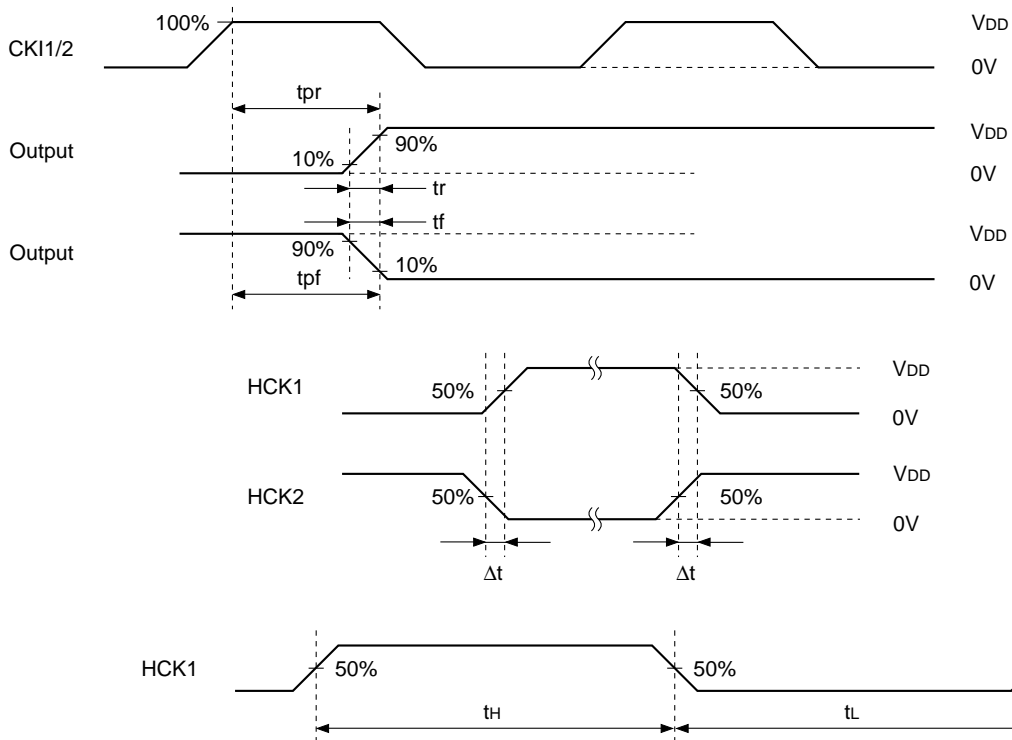 100%
VDD
CKI1/2
0V
tpr
VDD
Output
90%
10%
0V
tr
tf
VDD
Output
90%
10%
0V
tpf
VDD
HCK1
50%
50%
0V
VDD
HCK2
50%
50%
0V
Δt
Δt
HCK1
50%
50%
tH
tL